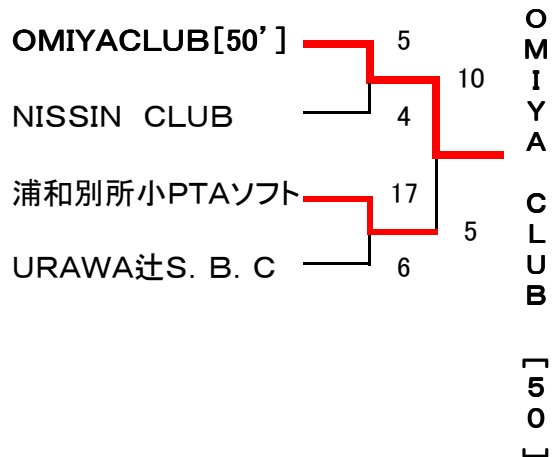 OMIYACLUB[50'] 5
10
NISSIN CLUB 4
浦和別所小PTAソフト 17
5
URAWA辻S.B.C 6
OMIYA CLUB [50]